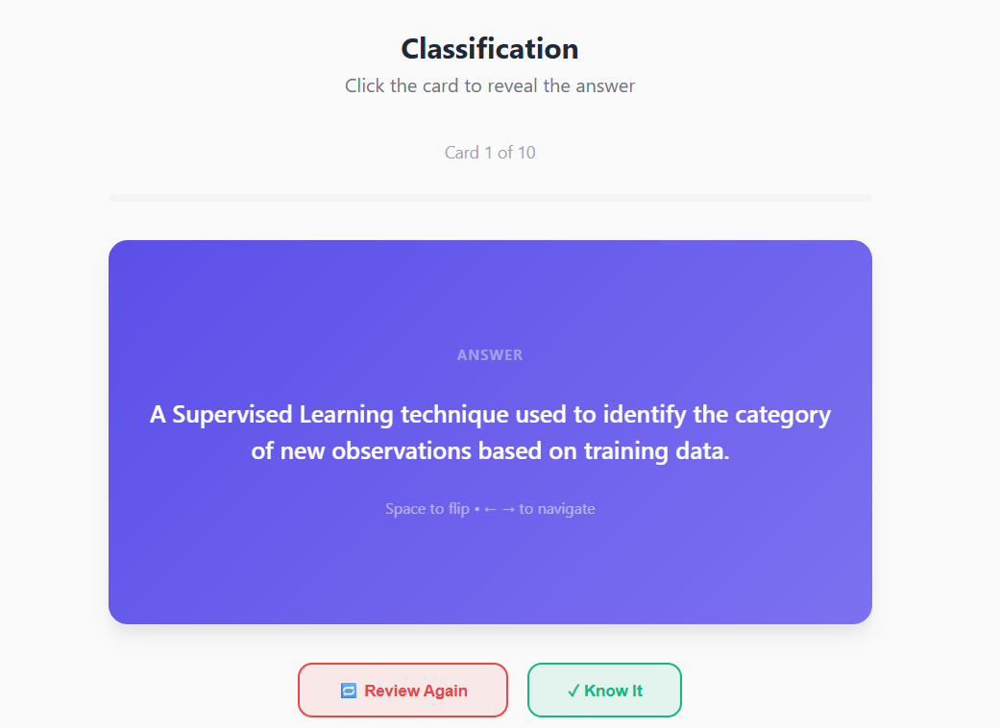 Classification
Click the card to reveal the answer
Card 1 of 10
ANSWER
A Supervised Learning technique used to identify the category
of new observations based on training data.
Space to flip • ← → to navigate
🔁 Review Again
✓ Know It